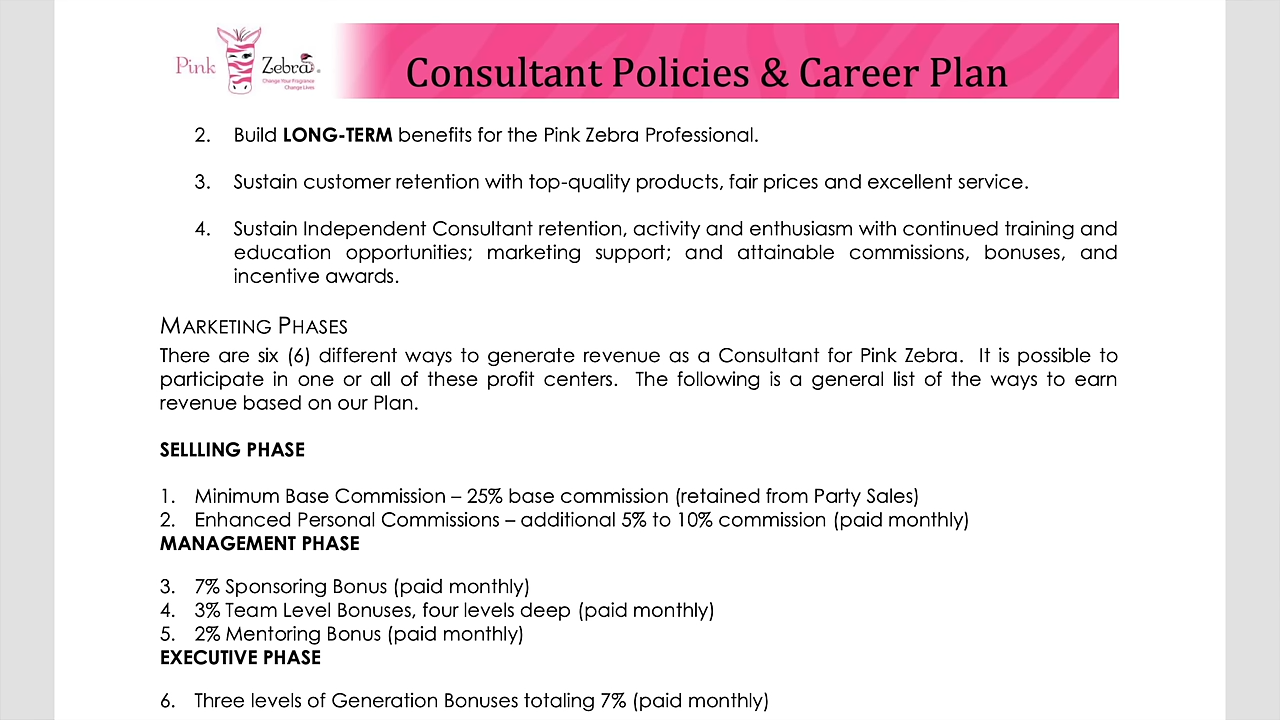 Pink Zebra
Change Your Fragrance
Change Lives
Consultant Policies & Career Plan
2. Build LONG-TERM benefits for the Pink Zebra Professional.
3. Sustain customer retention with top-quality products, fair prices and excellent service.
4. Sustain Independent Consultant retention, activity and enthusiasm with continued training and
education opportunities; marketing support; and attainable commissions, bonuses, and
incentive awards.
MARKETING PHASES
There are six (6) different ways to generate revenue as a Consultant for Pink Zebra. It is possible to
participate in one or all of these profit centers. The following is a general list of the ways to earn
revenue based on our Plan.
SELLLING PHASE
1. Minimum Base Commission – 25% base commission (retained from Party Sales)
2. Enhanced Personal Commissions – additional 5% to 10% commission (paid monthly)
MANAGEMENT PHASE
3. 7% Sponsoring Bonus (paid monthly)
4. 3% Team Level Bonuses, four levels deep (paid monthly)
5. 2% Mentoring Bonus (paid monthly)
EXECUTIVE PHASE
6. Three levels of Generation Bonuses totaling 7% (paid monthly)